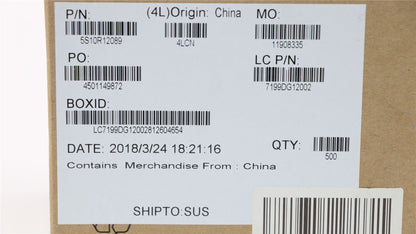 P/N: (4L)Origin: China MO:
5S10R12089 4LCN 11908335
PO: LC P/N:
4501149872 7199DG12002
BOXID:
LC7199DG12002812604654
DATE: 2018/3/24 18:21:16 QTY:
500
Contains Merchandise From : China
SHIPTO:SUS